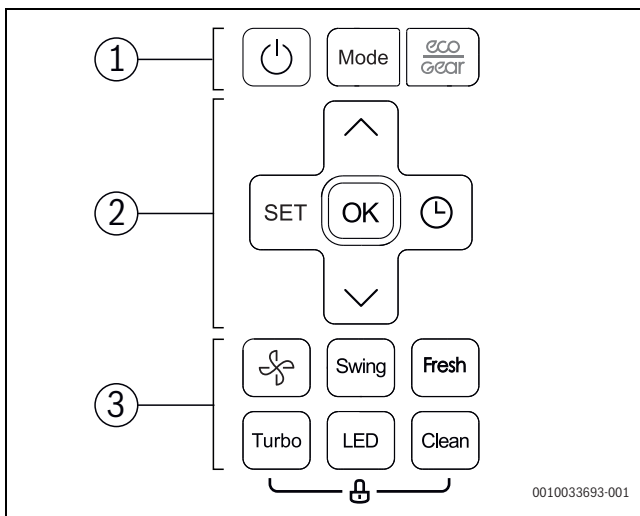 1
Mode
eco
Gear
2
SET
OK
3
Swing
Fresh
Turbo
LED
Clean
0010033693-001